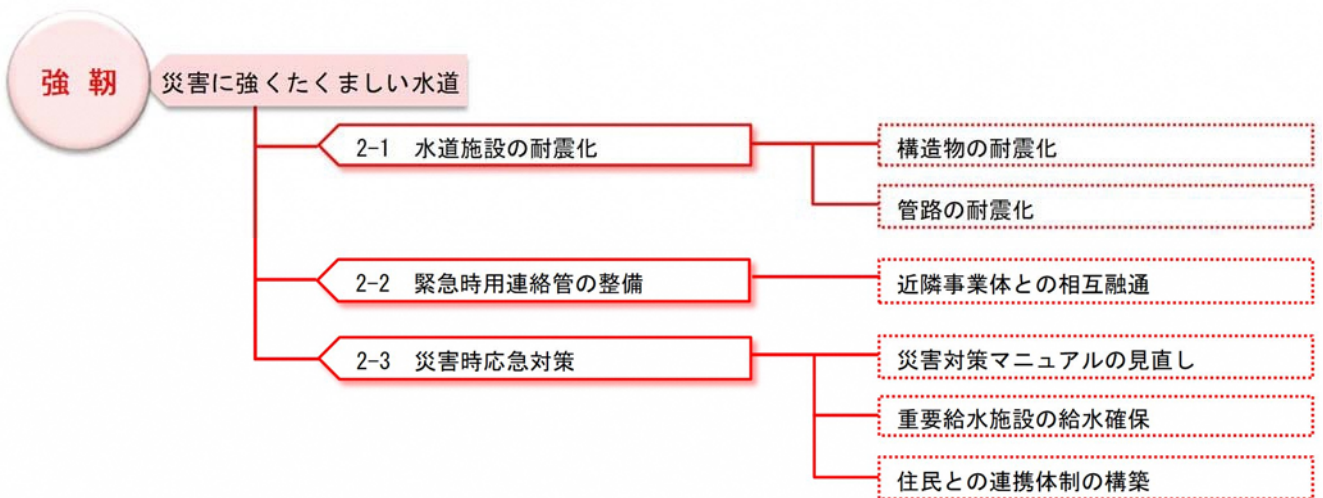 強靭
災害に強くたくましい水道
2-1 水道施設の耐震化
構造物の耐震化
管路の耐震化
2-2 緊急時用連絡管の整備
近隣事業体との相互融通
2-3 災害時応急対策
災害対策マニュアルの見直し
重要給水施設の給水確保
住民との連携体制の構築